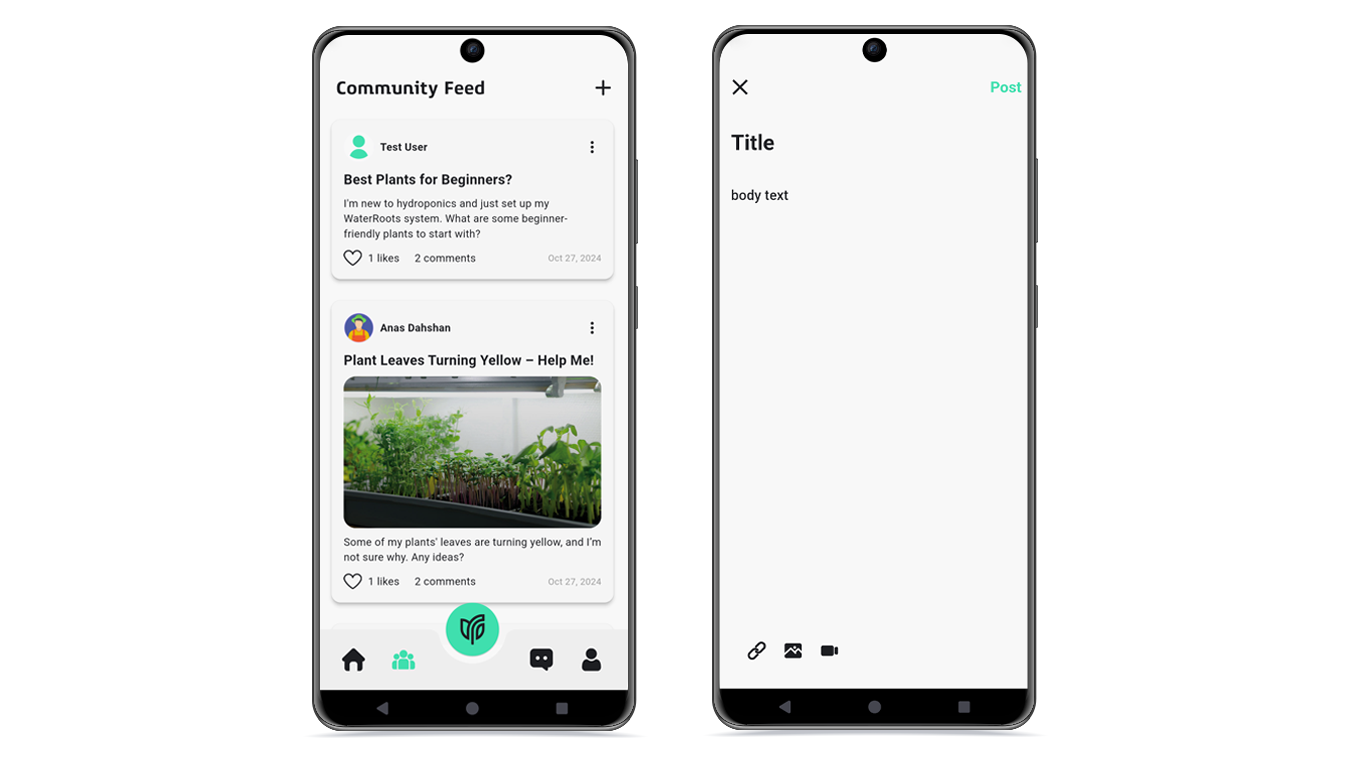 Community Feed
Test User
Best Plants for Beginners?
I'm new to hydroponics and just set up my
WaterRoots system. What are some beginner-
friendly plants to start with?
1 likes 2 comments Oct 27, 2024
Anas Dahshan
Plant Leaves Turning Yellow – Help Me!
Some of my plants' leaves are turning yellow, and I'm
not sure why. Any ideas?
1 likes 2 comments Oct 27, 2024
Post
Title
body text